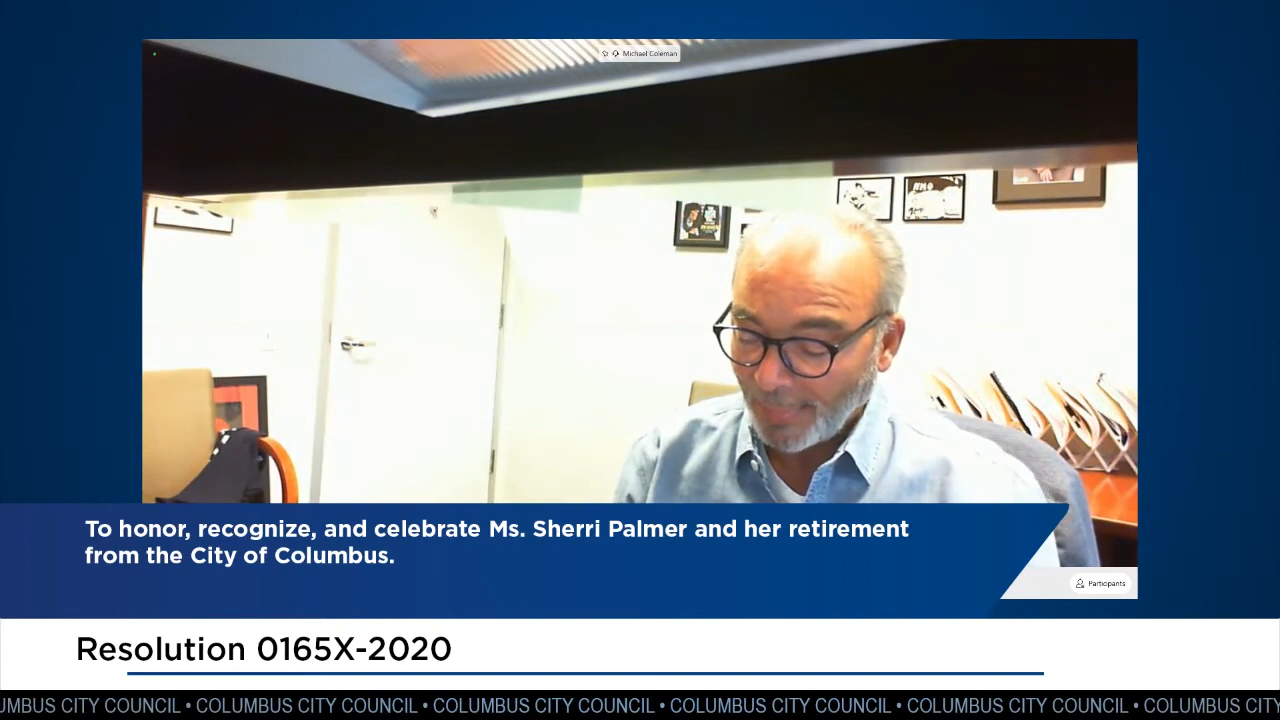 Michael Coleman
To honor, recognize, and celebrate Ms. Sherri Palmer and her retirement
from the City of Columbus.
Participants
Resolution 0165X-2020
UMBUS CITY COUNCIL • COLUMBUS CITY COUNCIL • COLUMBUS CITY COUNCIL • COLUMBUS CITY COUNCIL • COLUMBUS CITY COUNCIL • COLUMBUS CITY